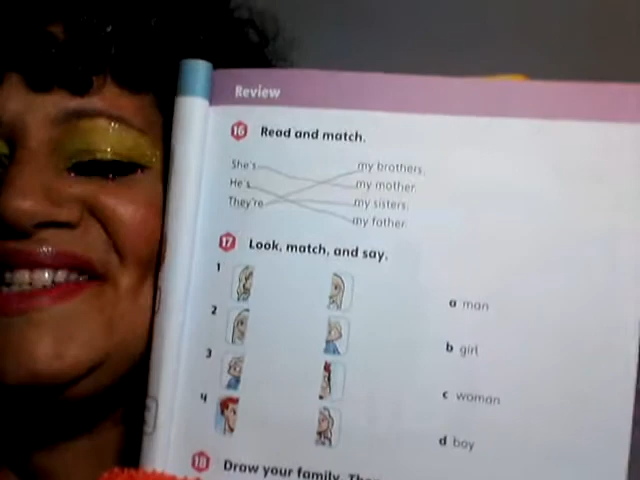 Review
16 Read and match.
She's my brothers.
He's my mother.
They're my sisters.
my father.
17 Look, match, and say.
1
a man
2
b girl
3
c woman
4
d boy
18 Draw your family.